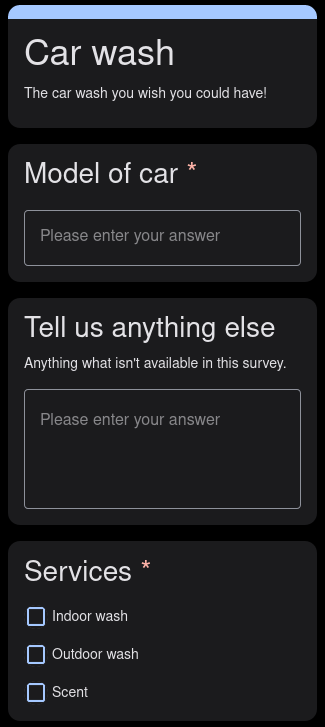 Car wash
The car wash you wish you could have!
Model of car *
Please enter your answer
Tell us anything else
Anything what isn't available in this survey.
Please enter your answer
Services *
Indoor wash
Outdoor wash
Scent